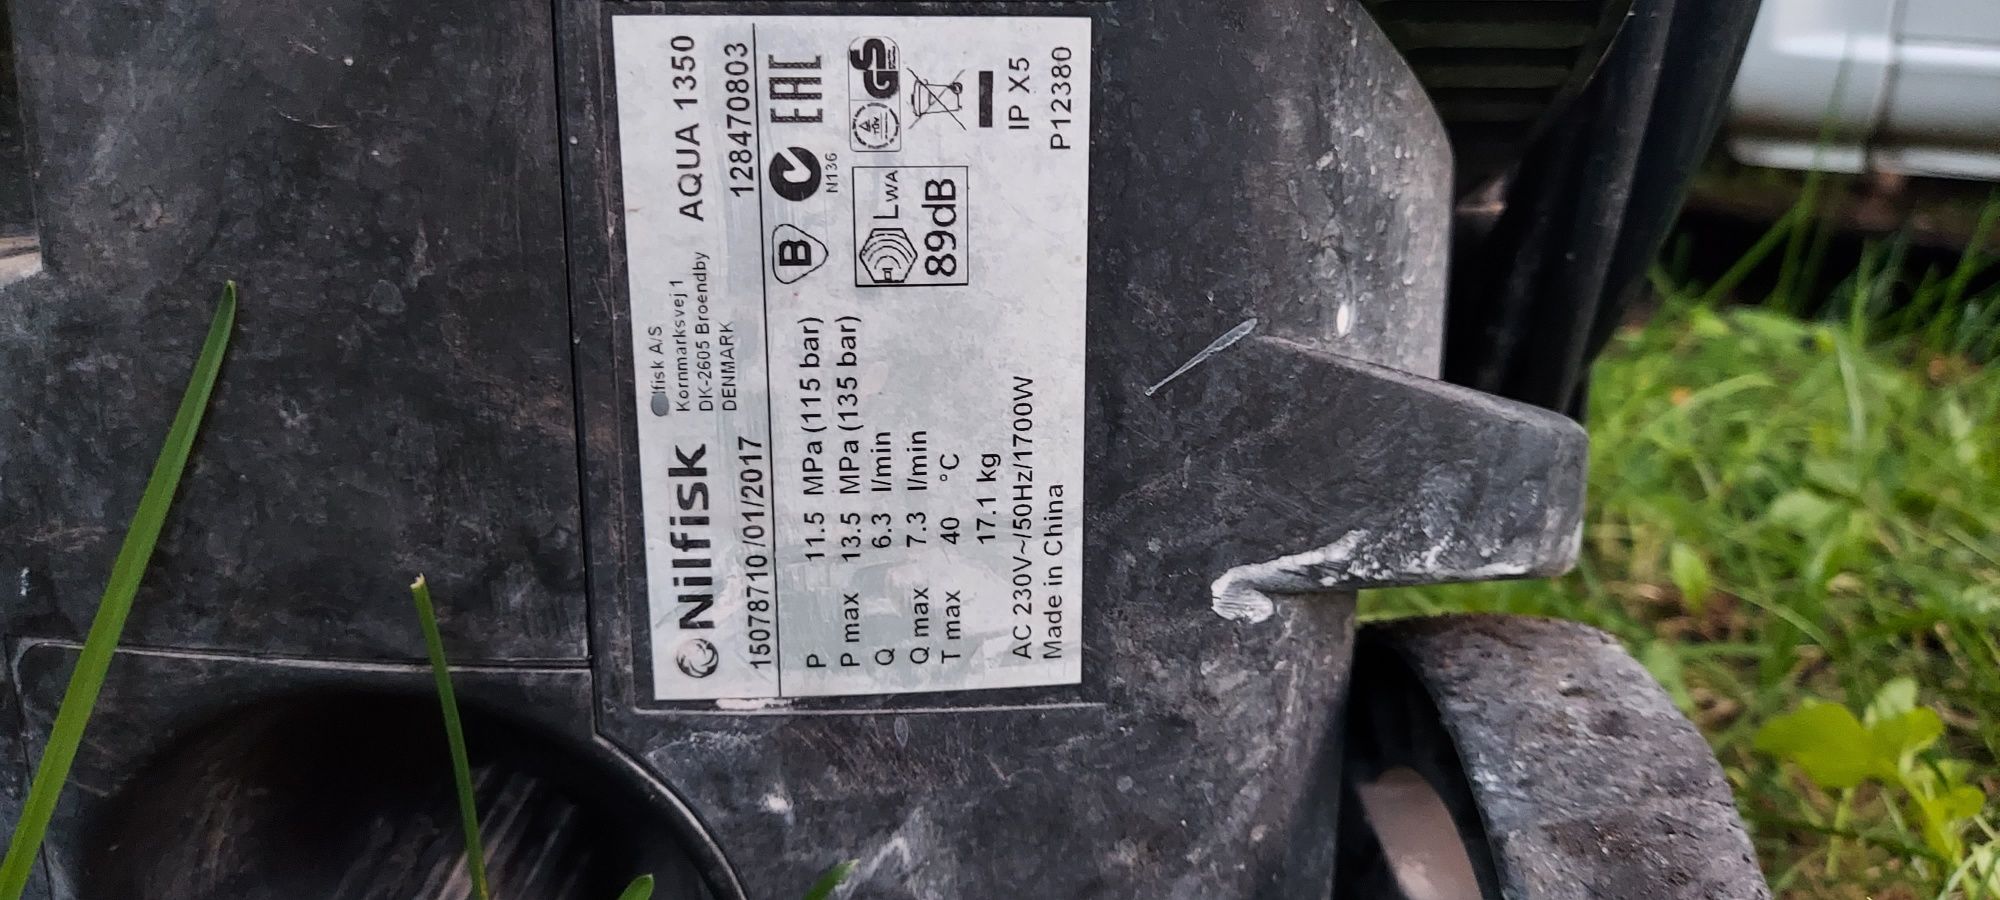 Nilfisk
lfisk A/S
Kornmarksvej 1
DK-2605 Broendby
DENMARK
AQUA 1350
15078710 /01/2017
128470803
P 11.5 MPa (115 bar)
P max 13.5 MPa (135 bar)
Q 6.3 l/min
Q max 7.3 l/min
T max 40 °C
17.1 kg
AC 230V~/50Hz/1700W
Made in China
B
N136
EAC
LWA
89dB
TÜV
GS
IP X5
P12380